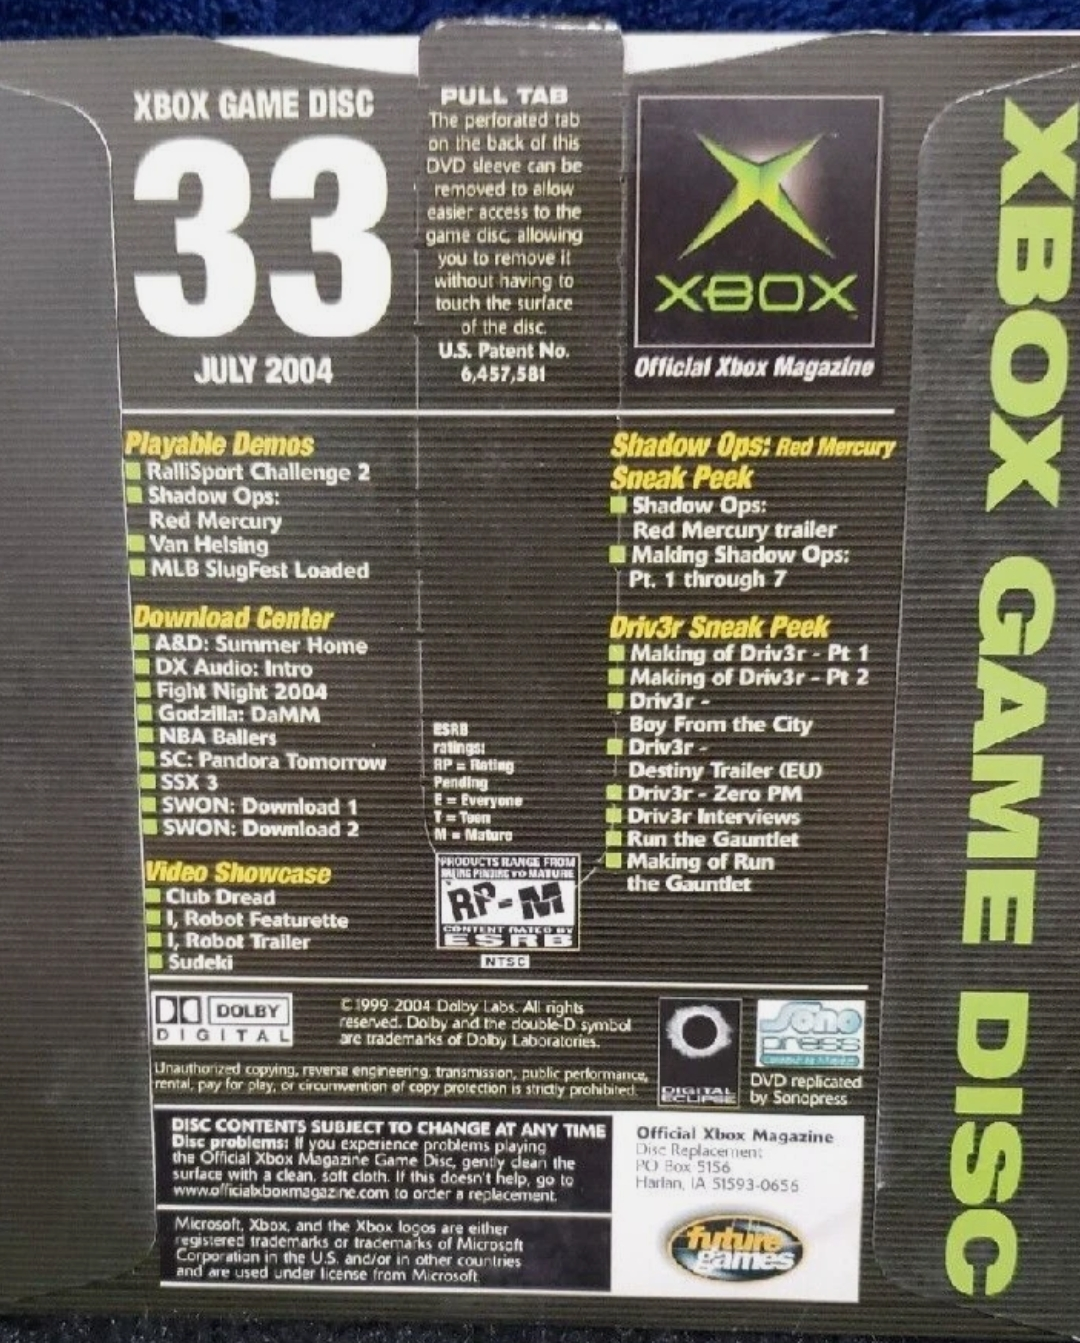 XBOX GAME DISC
33
JULY 2004
PULL TAB
The perforated tab
on the back of this
DVD sleeve can be
removed to allow
easier access to the
game disc, allowing
you to remove it
without having to
touch the surface
of the disc.
U.S. Patent No.
6,457,581
XBOX
Official Xbox Magazine
Playable Demos
RalliSport Challenge 2
Shadow Ops:
Red Mercury
Van Helsing
MLB SlugFest Loaded
Download Center
A&D: Summer Home
DX Audio: Intro
Fight Night 2004
Godzilla: DaMM
NBA Ballers
SC: Pandora Tomorrow
SSX 3
SWON: Download 1
SWON: Download 2
Video Showcase
Club Dread
I, Robot Featurette
I, Robot Trailer
Sudeki
ESRB
ratings:
RP = Rating
Pending
E = Everyone
T = Teen
M = Mature
PRODUCTS RANGE FROM
RATING PENDING TO MATURE
RP-M
CONTENT RATED BY
ESRB
NTSC
Shadow Ops: Red Mercury
Sneak Peek
Shadow Ops:
Red Mercury trailer
Making Shadow Ops:
Pt. 1 through 7
Driv3r Sneak Peek
Making of Driv3r - Pt 1
Making of Driv3r - Pt 2
Driv3r -
Boy From the City
Driv3r -
Destiny Trailer (EU)
Driv3r - Zero PM
Driv3r Interviews
Run the Gauntlet
Making of Run
the Gauntlet
DOLBY
DIGITAL
©1999-2004 Dolby Labs. All rights
reserved. Dolby and the double-D symbol
are trademarks of Dolby Laboratories.
Unauthorized copying, reverse engineering, transmission, public performance,
rental, pay for play, or circumvention of copy protection is strictly prohibited.
DIGITAL
ECLIPSE
Sono
press
DVD replicated
by Sonopress
DISC CONTENTS SUBJECT TO CHANGE AT ANY TIME
Disc problems: If you experience problems playing
the Official Xbox Magazine Game Disc, gently clean the
surface with a clean, soft cloth. If this doesn't help, go to
www.officialxboxmagazine.com to order a replacement.
Microsoft, Xbox, and the Xbox logos are either
registered trademarks or trademarks of Microsoft
Corporation in the U.S. and/or in other countries
and are used under license from Microsoft.
Official Xbox Magazine
Disc Replacement
PO Box 5156
Harlan, IA 51593-0656
future
games
XBOX GAME DISC